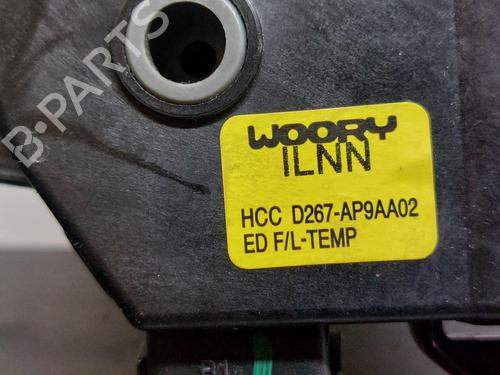 B-PARTS
WOORY
ILNN
HCC D267-AP9AA02
ED F/L-TEMP